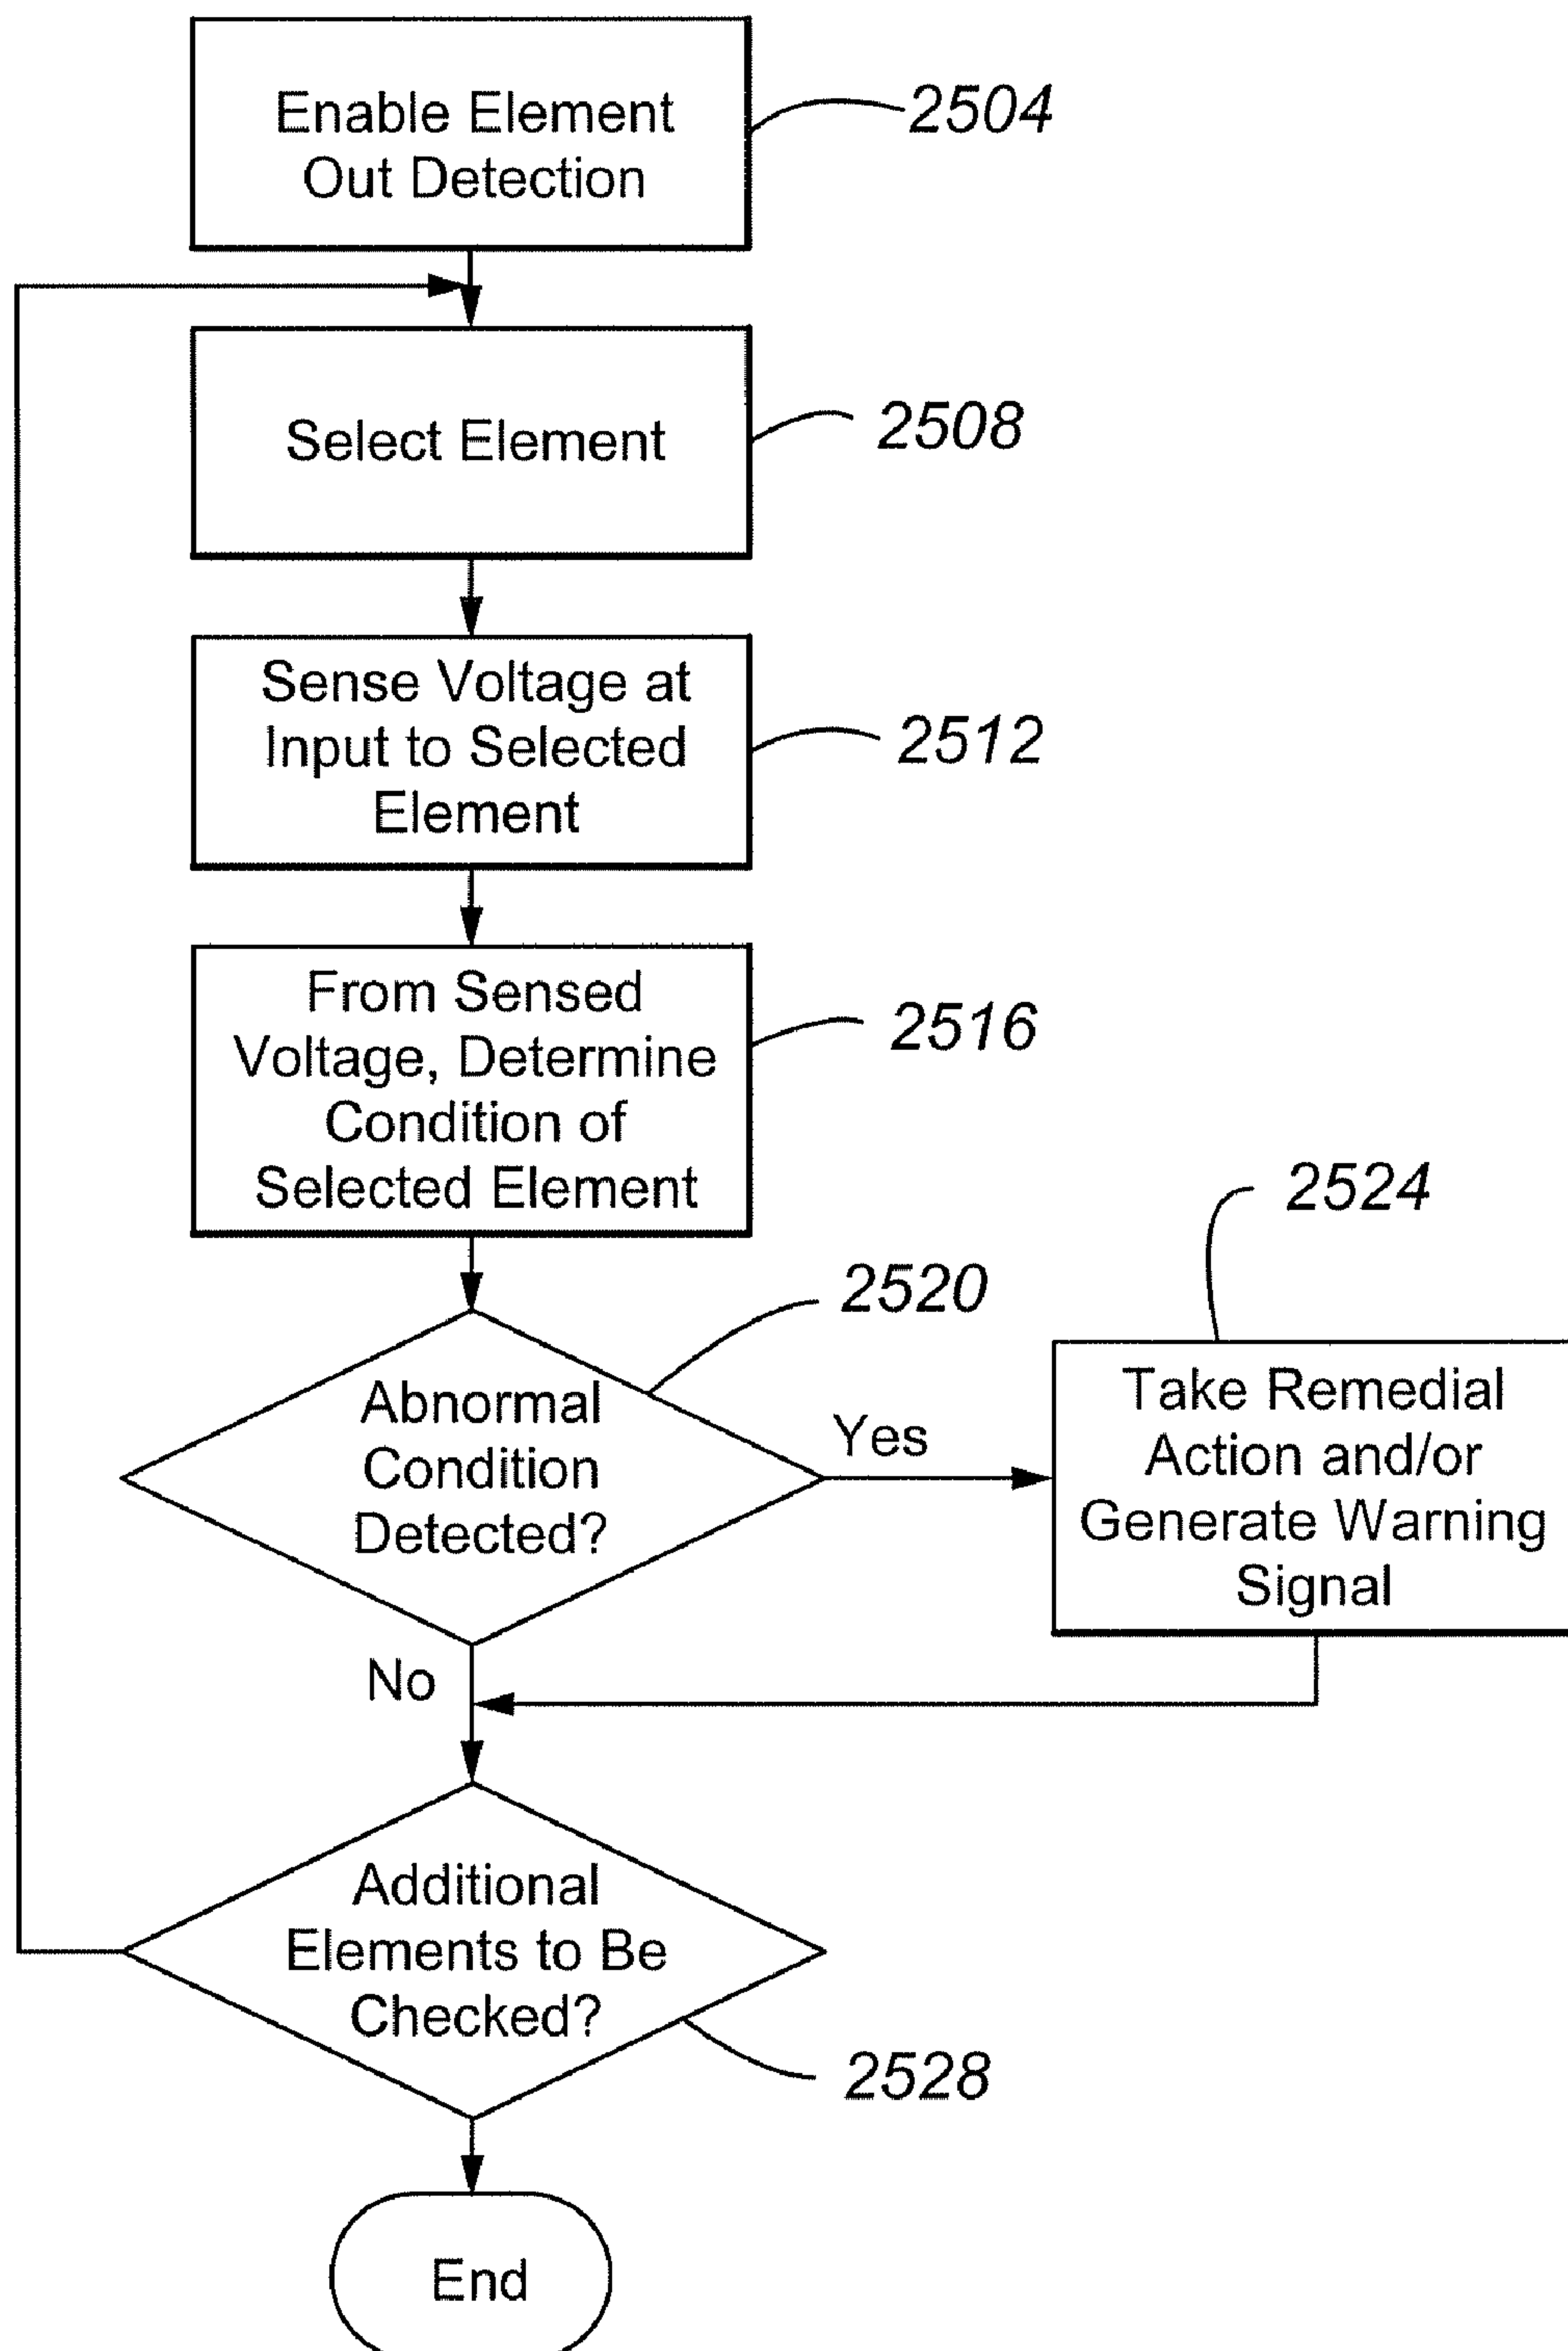 Enable Element
Out Detection
2504
Select Element
2508
Sense Voltage at
Input to Selected
Element
2512
From Sensed
Voltage, Determine
Condition of
Selected Element
2516
2520
Abnormal
Condition
Detected?
Yes
2524
Take Remedial
Action and/or
Generate Warning
Signal
No
Additional
Elements to Be
Checked?
2528
End